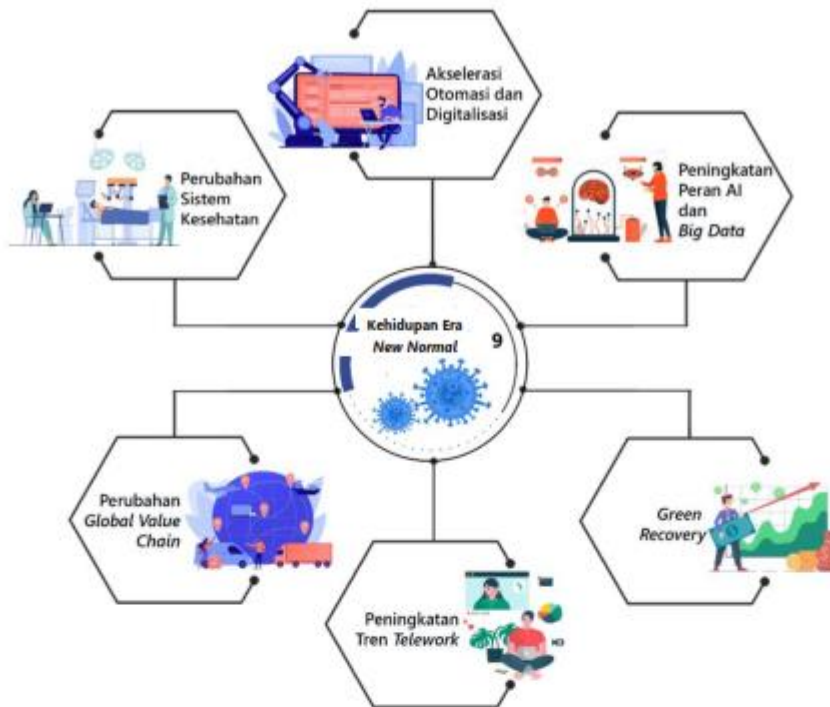 Akselerasi
Otomasi dan
Digitalisasi
Perubahan
Sistem
Kesehatan
Peningkatan
Peran AI
dan
Big Data
Kehidupan Era
New Normal
9
Perubahan
Global Value
Chain
Green
Recovery
Peningkatan
Tren Telework